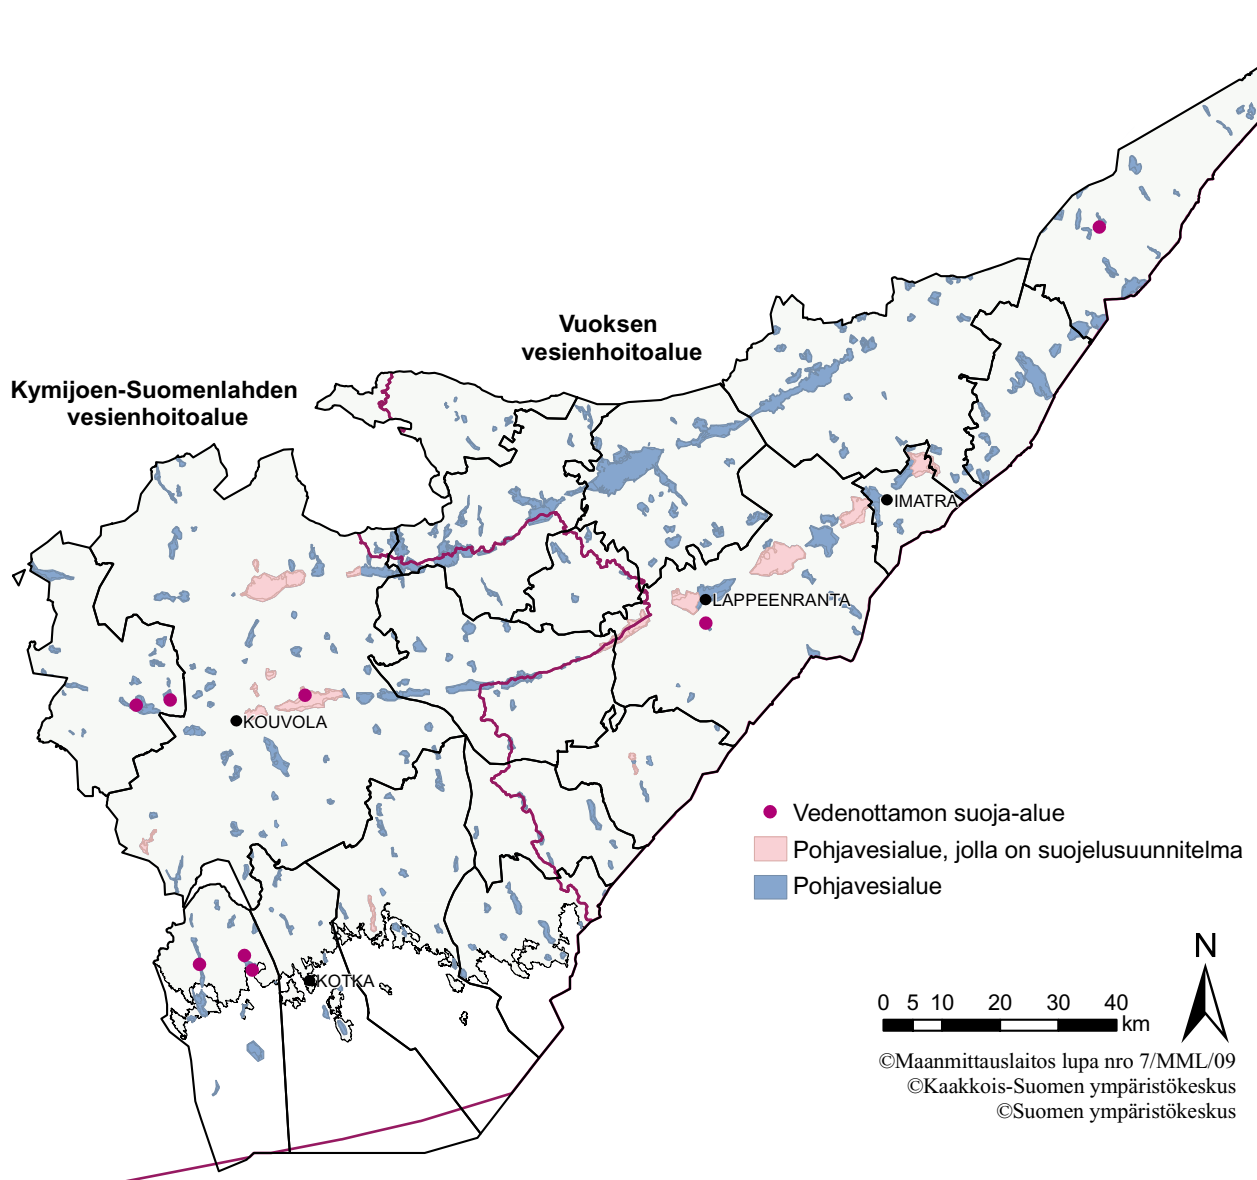 Vuoksen
vesienhoitoalue
Kymijoen-Suomenlahden
vesienhoitoalue
IMATRA
LAPPEENRANTA
KOUVOLA
KOTKA
Vedenottamon suoja-alue
Pohjavesialue, jolla on suojelusuunnitelma
Pohjavesialue
N
0 5 10 20 30 40
km
©Maanmittauslaitos lupa nro 7/MML/09
©Kaakkois-Suomen ympäristökeskus
©Suomen ympäristökeskus